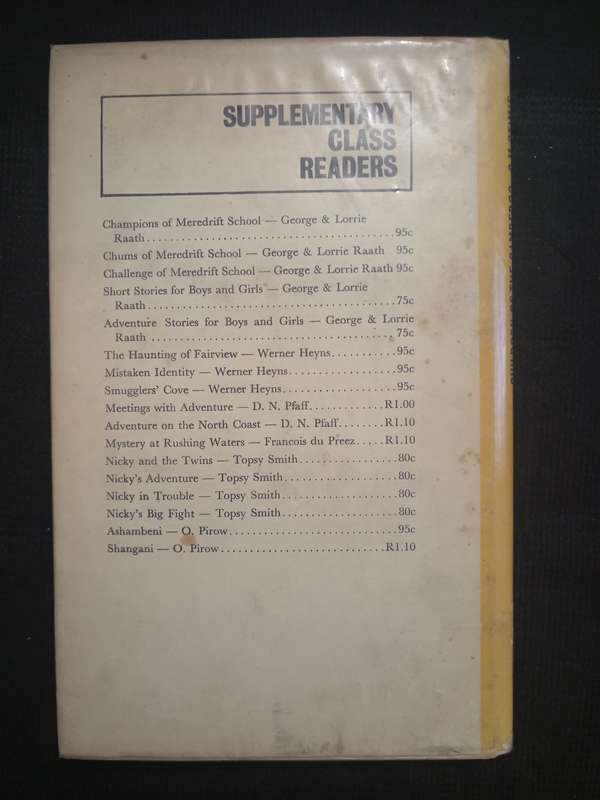 SUPPLEMENTARY
CLASS
READERS
Champions of Meredrift School — George & Lorrie
Raath..........................................95c
Chums of Meredrift School — George & Lorrie Raath 95c
Challenge of Meredrift School — George & Lorrie Raath 95c
Short Stories for Boys and Girls — George & Lorrie
Raath..........................................75c
Adventure Stories for Boys and Girls — George & Lorrie
Raath..........................................75c
The Haunting of Fairview — Werner Heyns...........95c
Mistaken Identity — Werner Heyns...................95c
Smugglers' Cove — Werner Heyns....................95c
Meetings with Adventure — D. N. Pfaff.............R1.00
Adventure on the North Coast — D. N. Pfaff........R1.10
Mystery at Rushing Waters — Francois du Preez.....R1.10
Nicky and the Twins — Topsy Smith.................80c
Nicky's Adventure — Topsy Smith....................80c
Nicky in Trouble — Topsy Smith....................80c
Nicky's Big Fight — Topsy Smith....................80c
Ashambeni — O. Pirow.............................95c
Shangani — O. Pirow............................R1.10